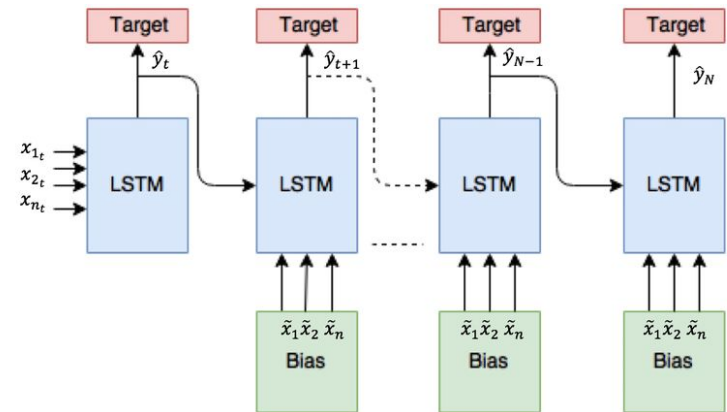 Target Target Target Target
ŷ_t ŷ_{t+1} ŷ_{N−1} ŷ_N
x_{1_t}
x_{2_t}
x_{n_t}
LSTM LSTM LSTM LSTM
x̃_1 x̃_2 x̃_n x̃_1 x̃_2 x̃_n x̃_1 x̃_2 x̃_n
Bias Bias Bias